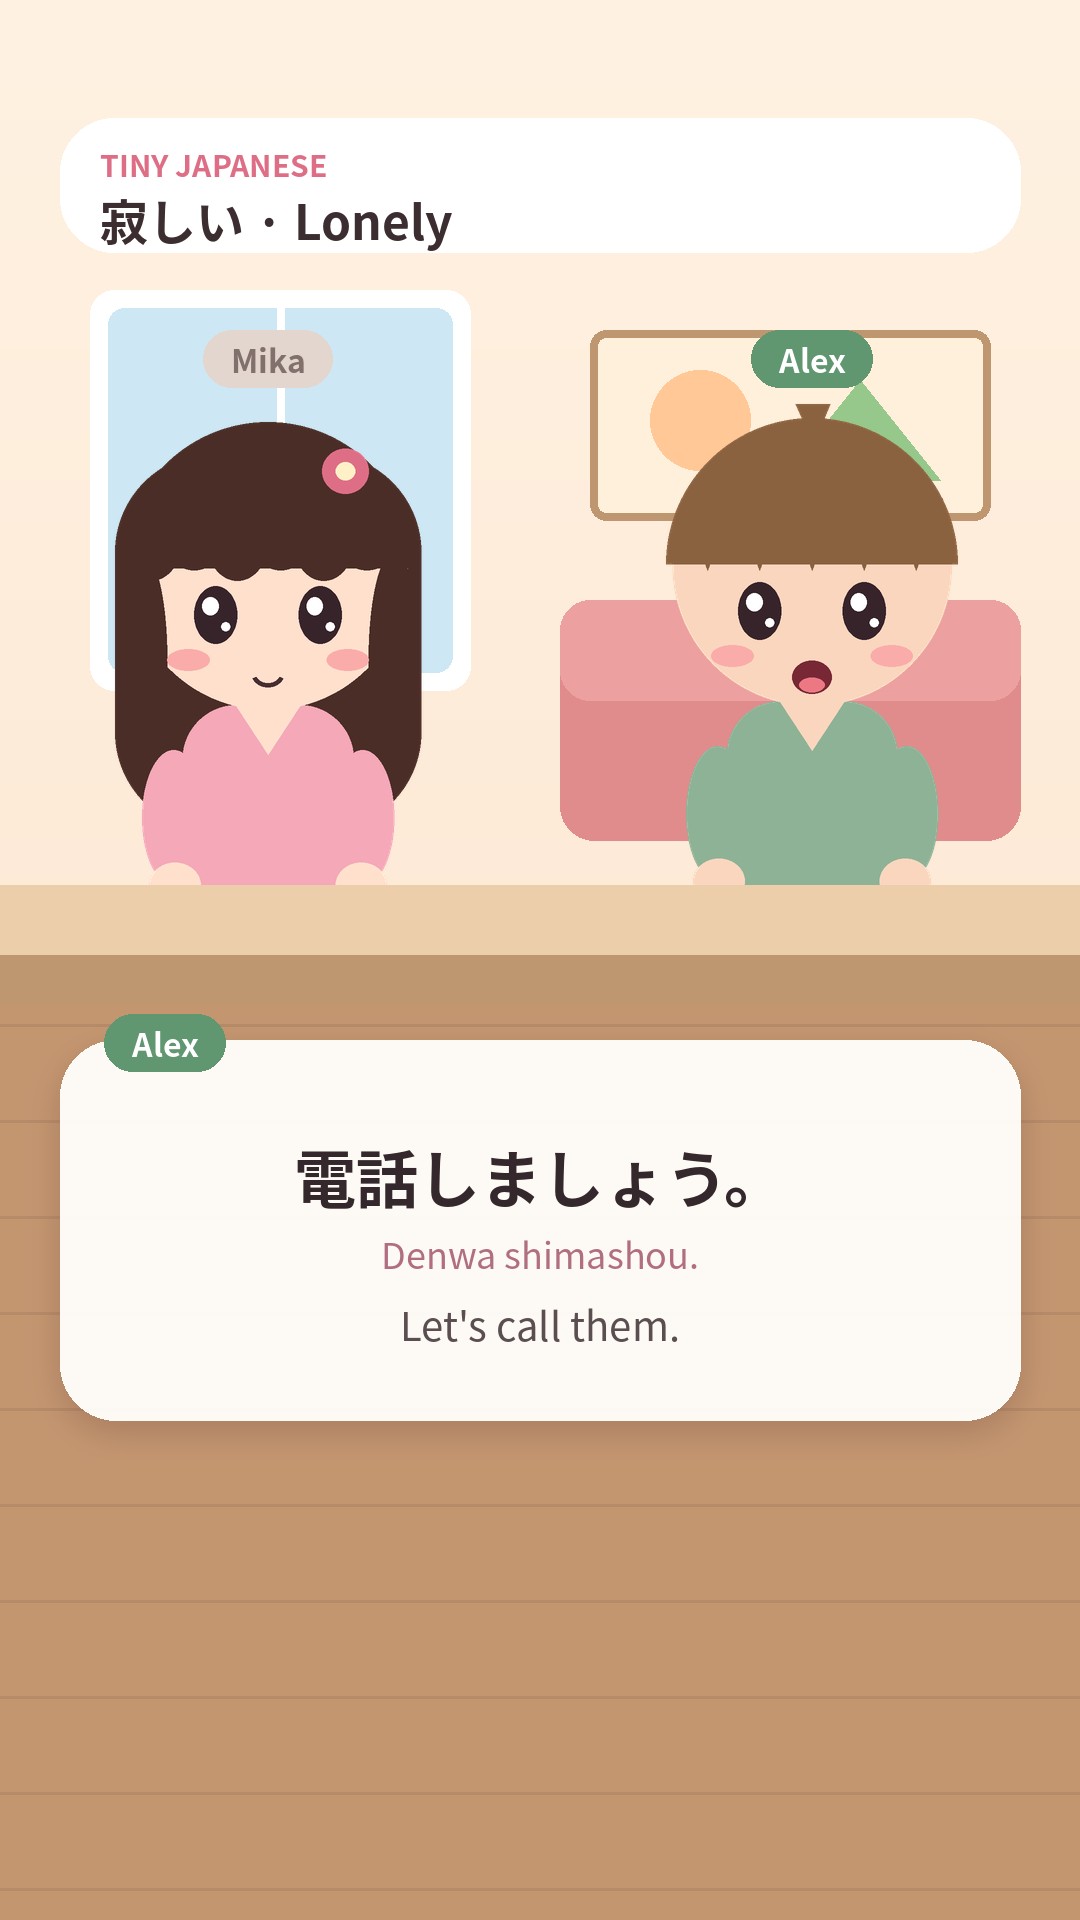 TINY JAPANESE
寂しい · Lonely
Mika
Alex
Alex
電話しましょう。
Denwa shimashou.
Let's call them.